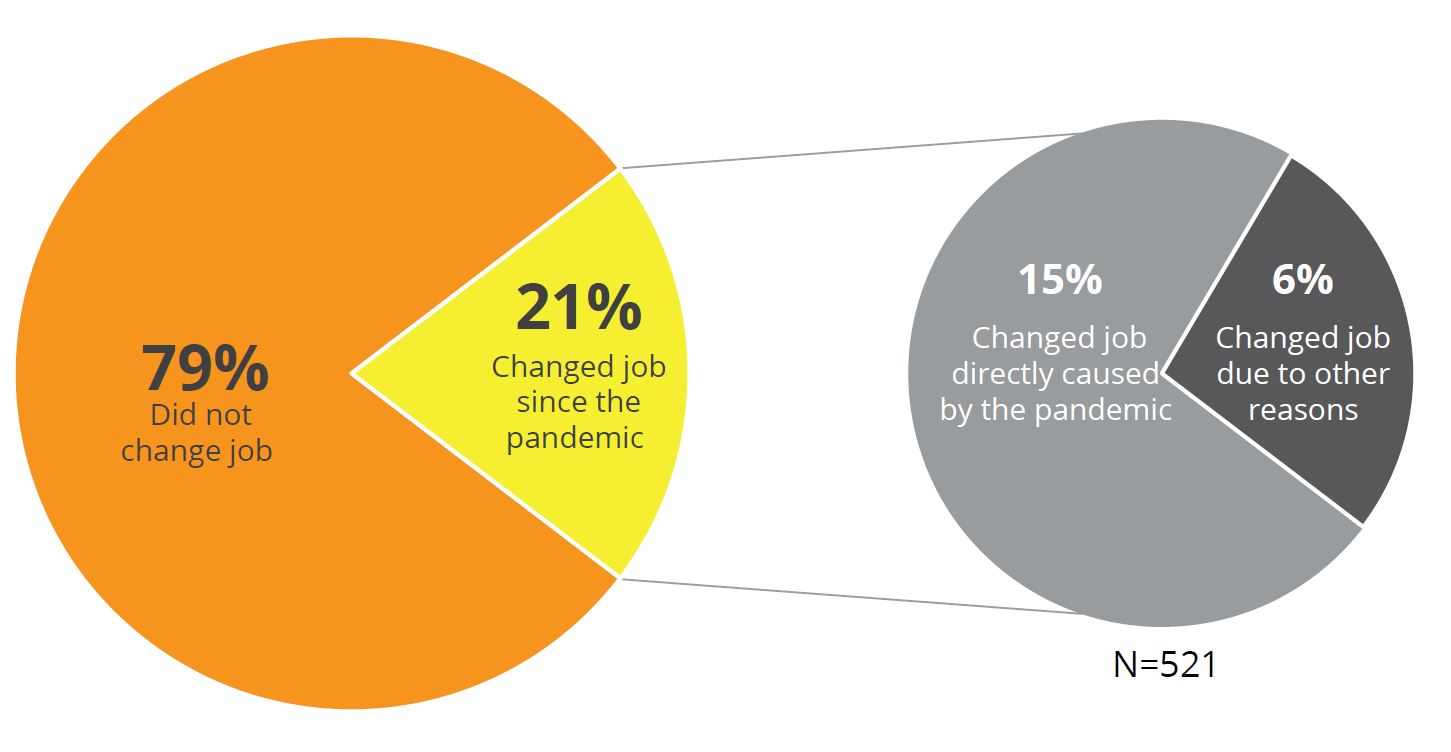 79%
Did not
change job
21%
Changed job
since the
pandemic
15%
Changed job
directly caused
by the pandemic
6%
Changed job
due to other
reasons
N=521